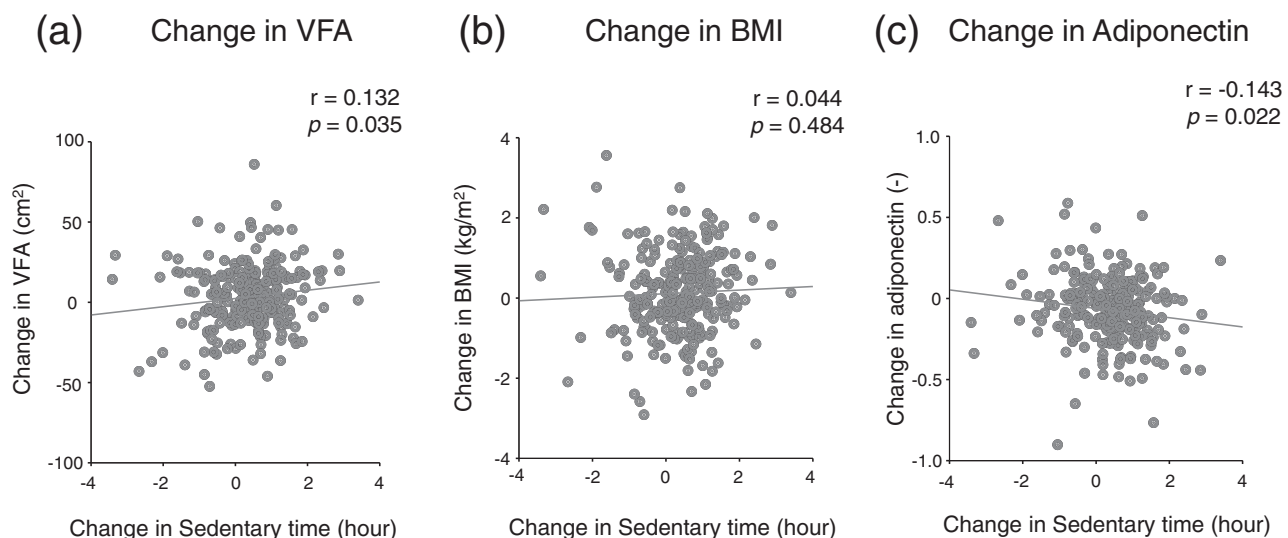 (a) Change in VFA
r = 0.132
p = 0.035
Change in VFA (cm²)
100
50
0
-50
-100
-4 -2 0 2 4
Change in Sedentary time (hour)
(b) Change in BMI
r = 0.044
p = 0.484
Change in BMI (kg/m²)
4
2
0
-2
-4
-4 -2 0 2 4
Change in Sedentary time (hour)
(c) Change in Adiponectin
r = -0.143
p = 0.022
Change in adiponectin (-)
1.0
0.5
0
-0.5
-1.0
-4 -2 0 2 4
Change in Sedentary time (hour)